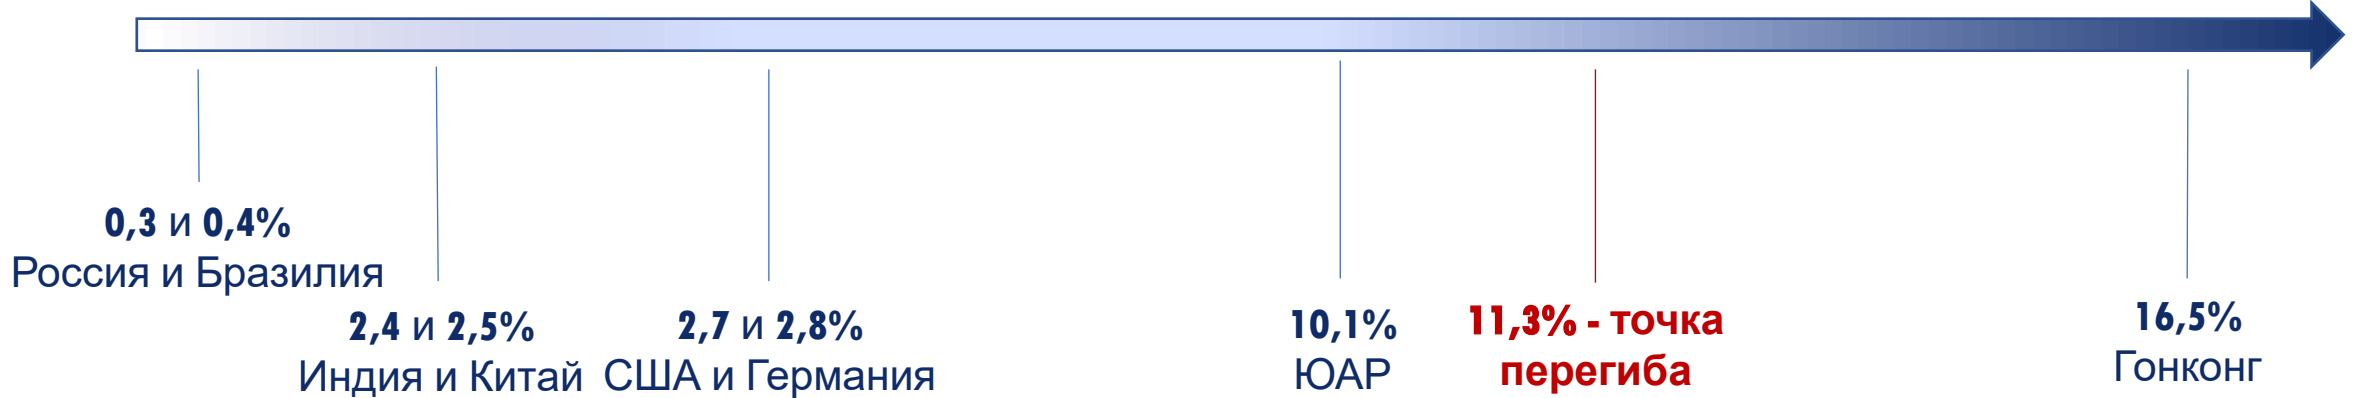 0,3 и 0,4%
Россия и Бразилия
2,4 и 2,5%
Индия и Китай
2,7 и 2,8%
США и Германия
10,1%
ЮАР
11,3% - точка
перегиба
16,5%
Гонконг